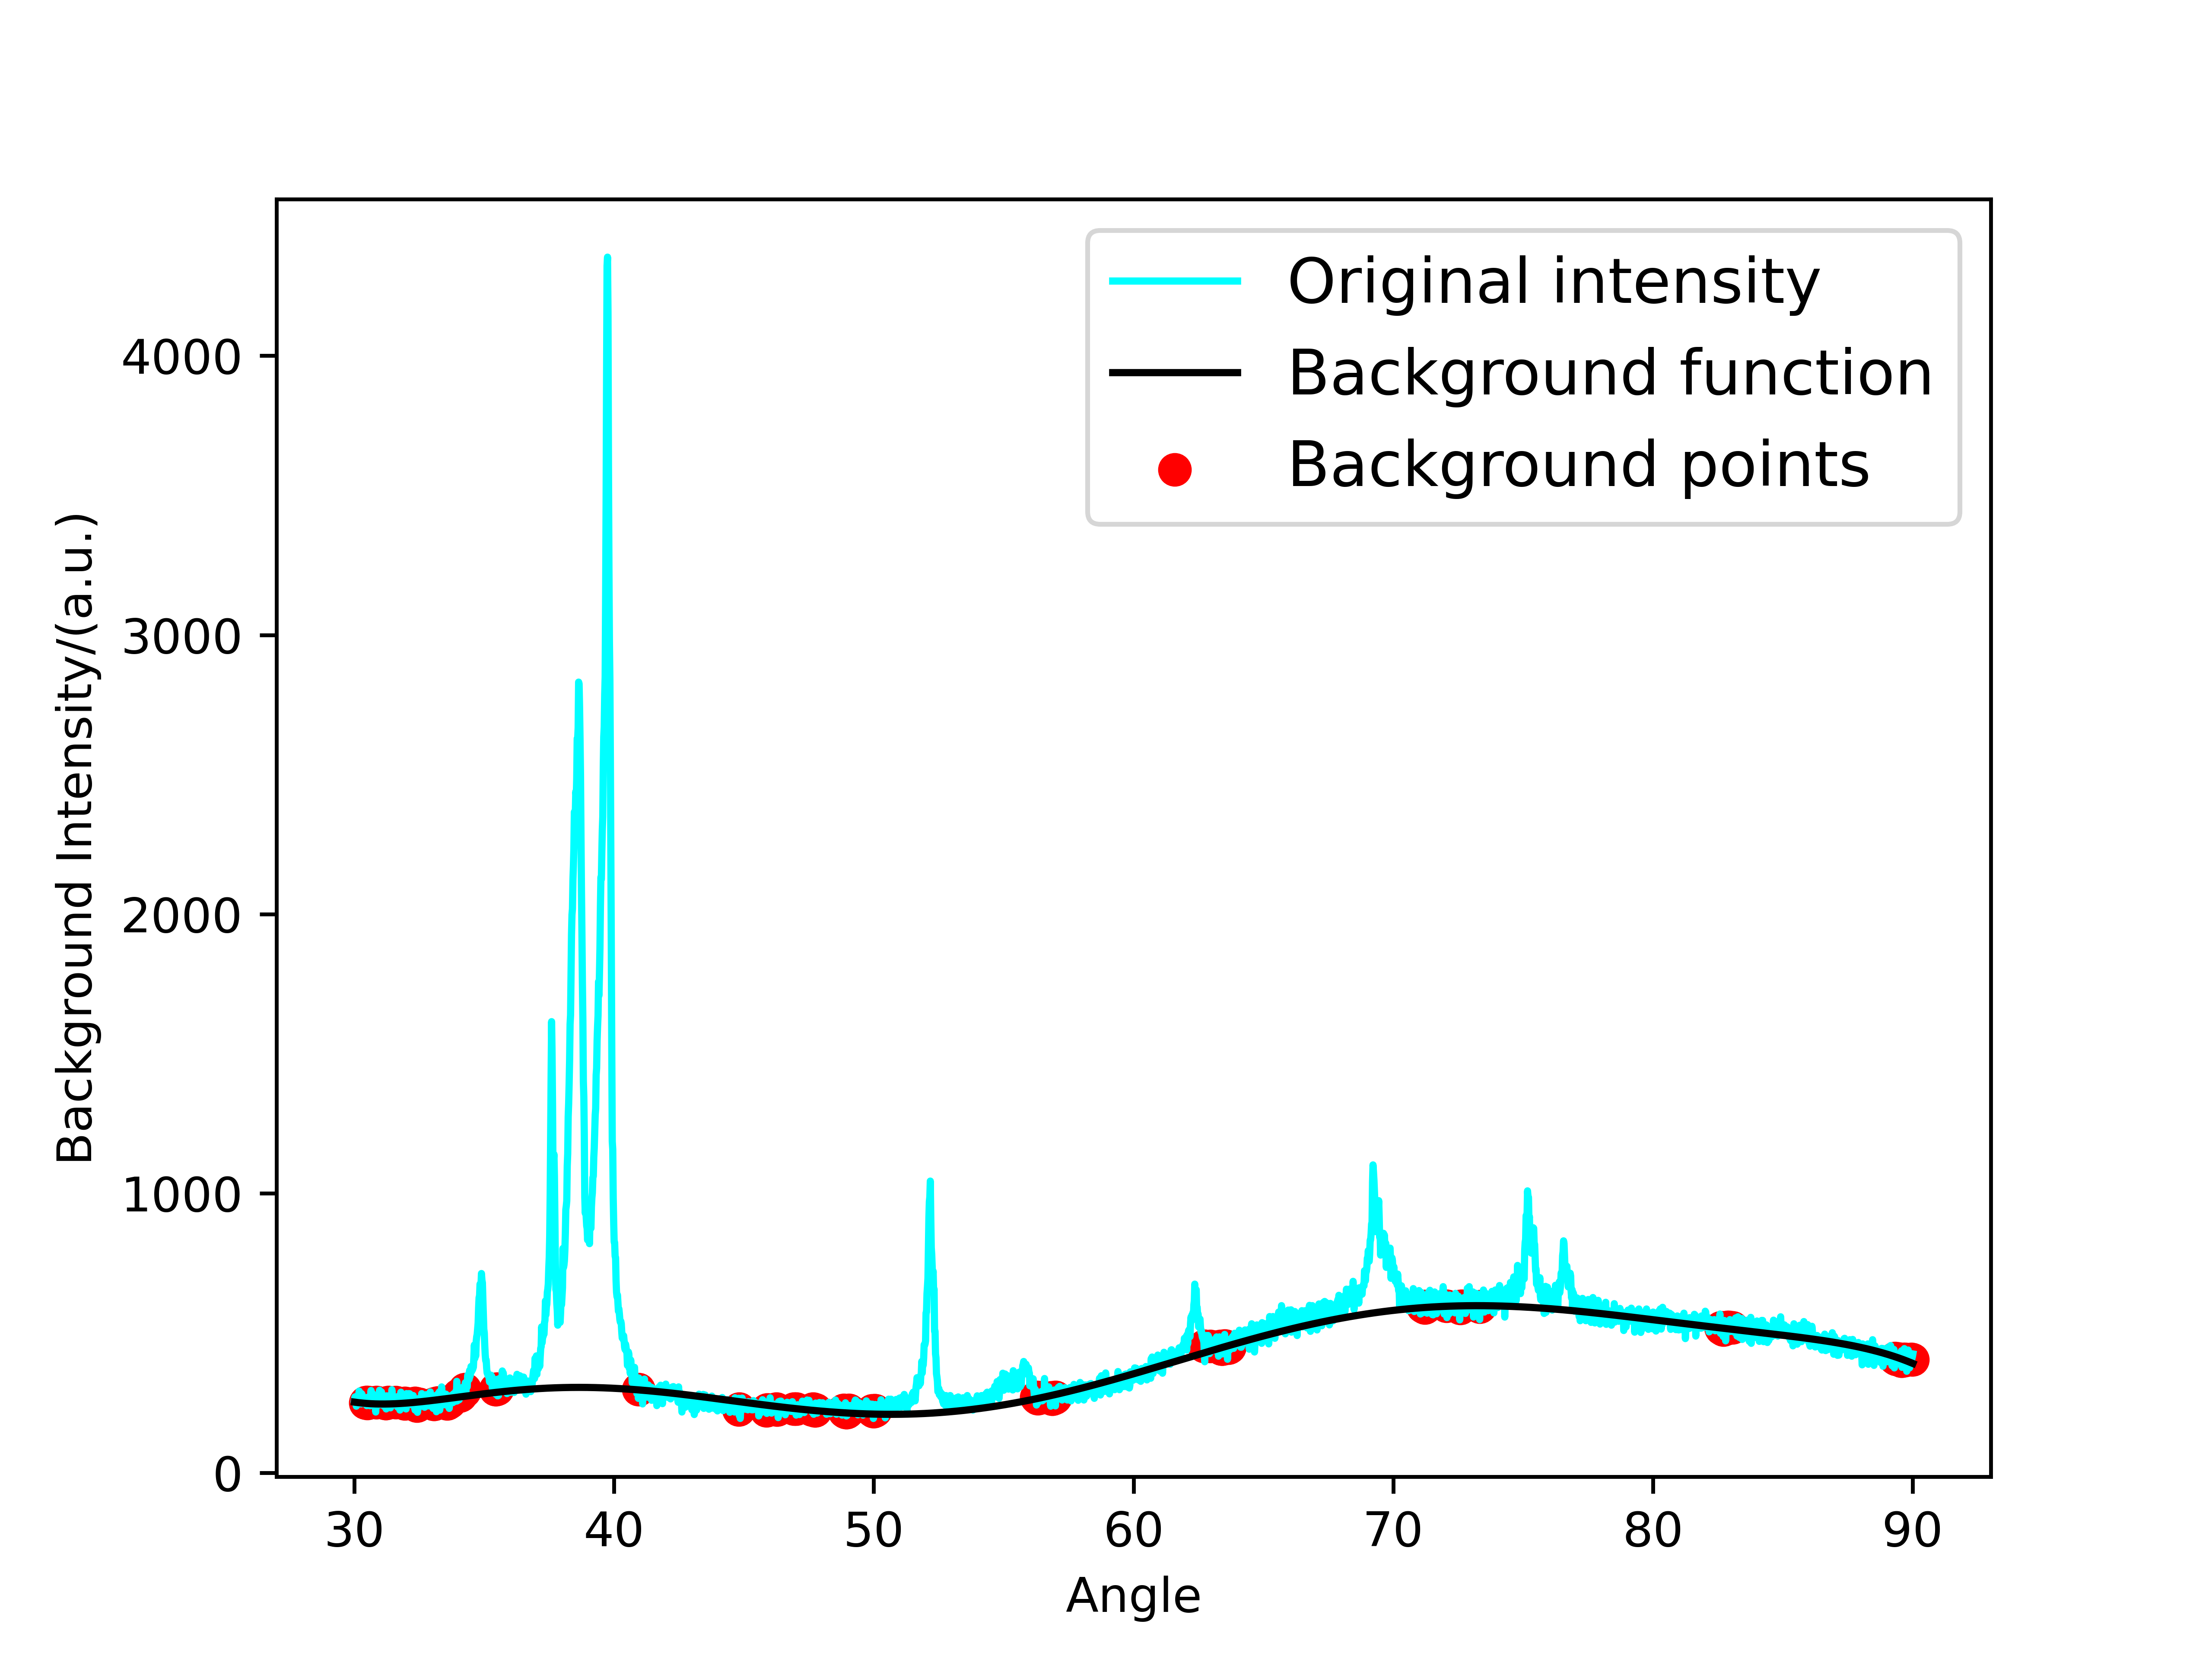 Original intensity
Background function
Background points
Background Intensity/(a.u.)
4000
3000
2000
1000
0
30 40 50 60 70 80 90
Angle